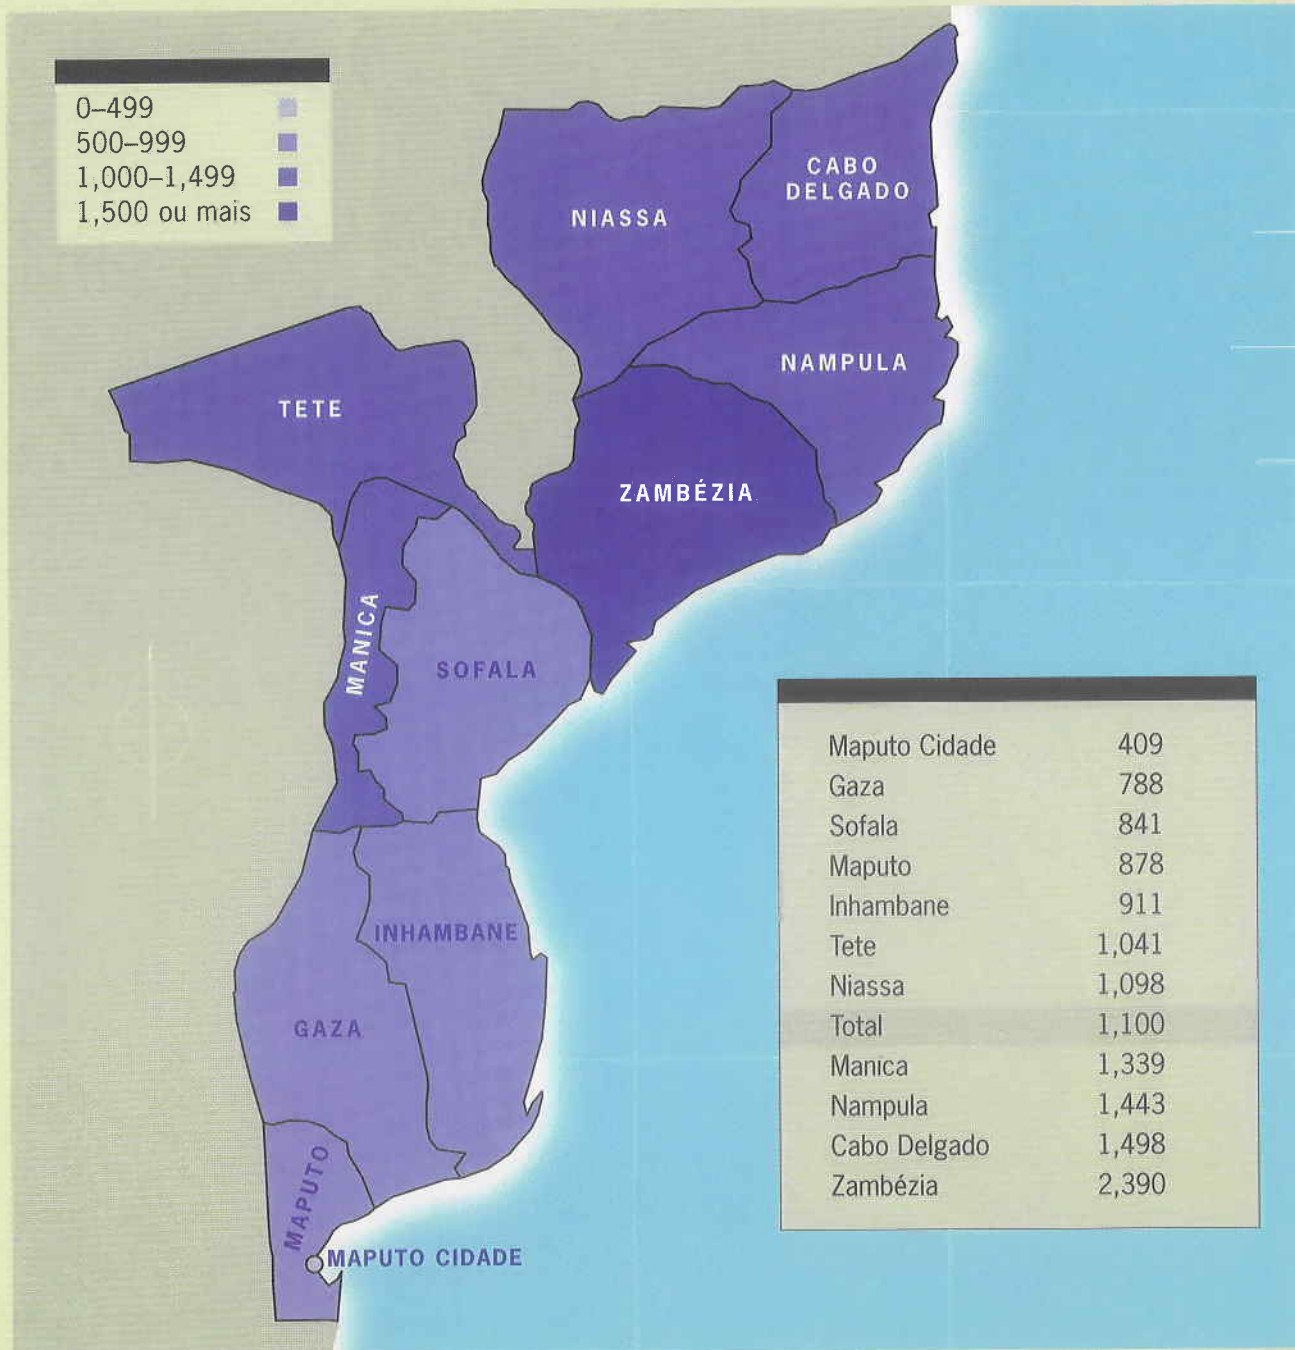 0–499
500–999
1,000–1,499
1,500 ou mais
CABO
DELGADO
NIASSA
NAMPULA
TETE
ZAMBÉZIA
MANICA
SOFALA
INHAMBANE
GAZA
MAPUTO
MAPUTO CIDADE
Maputo Cidade 409
Gaza 788
Sofala 841
Maputo 878
Inhambane 911
Tete 1,041
Niassa 1,098
Total 1,100
Manica 1,339
Nampula 1,443
Cabo Delgado 1,498
Zambézia 2,390